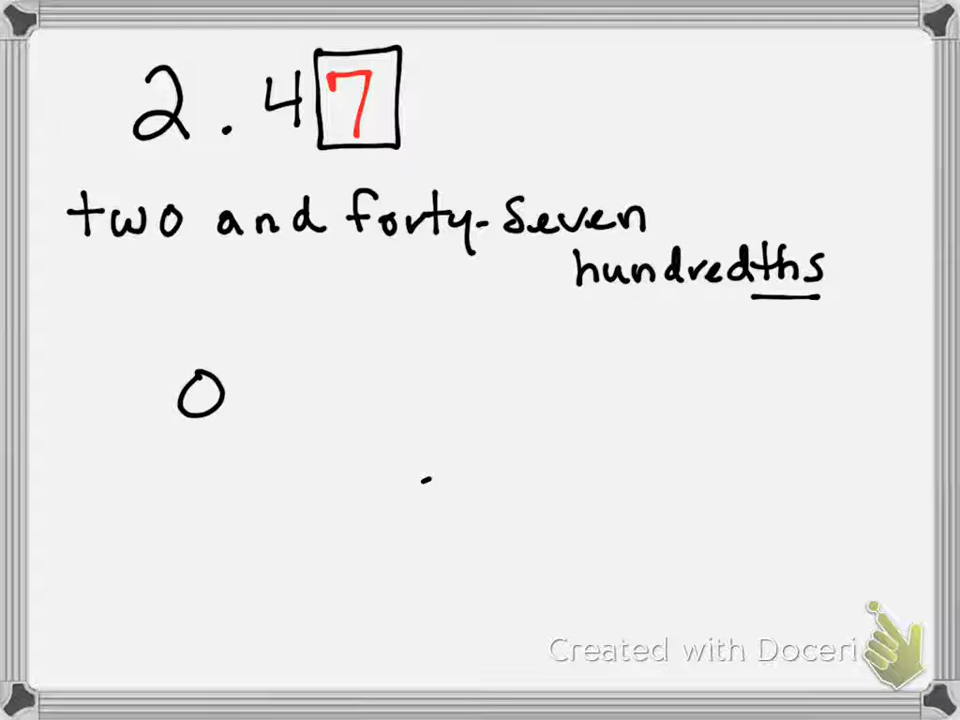 2.47
two and forty-seven
hundredths
0
.
Created with Doceri